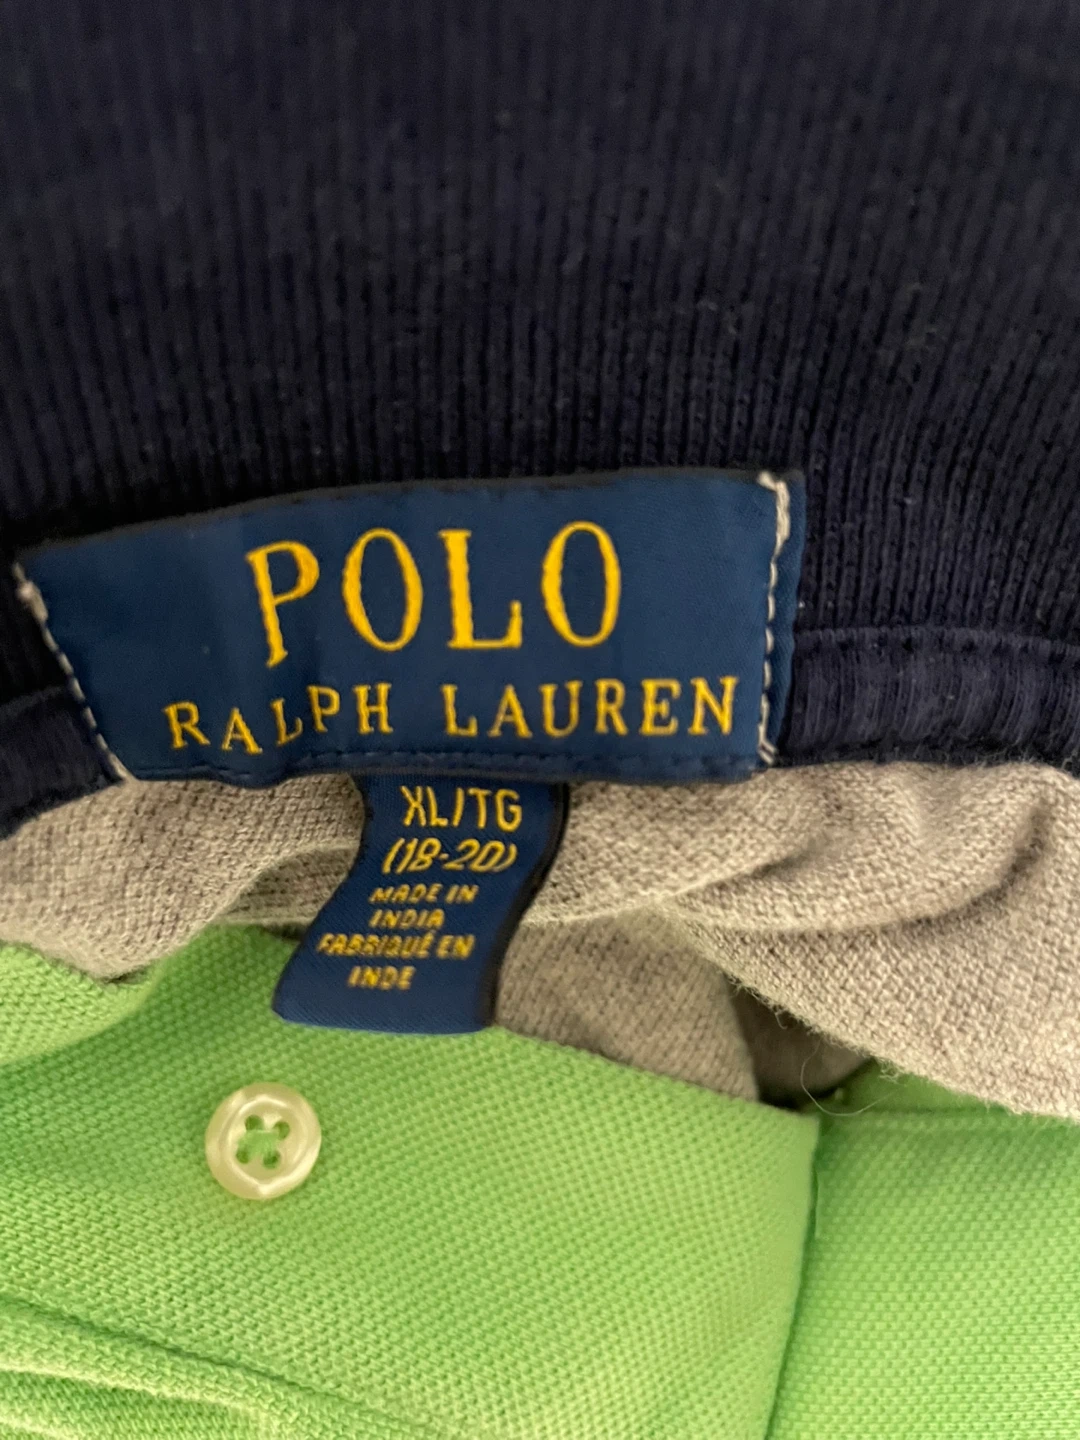 POLO
RALPH LAUREN
XL/TG
(18-20)
MADE IN
INDIA
FABRIQUÉ EN
INDE